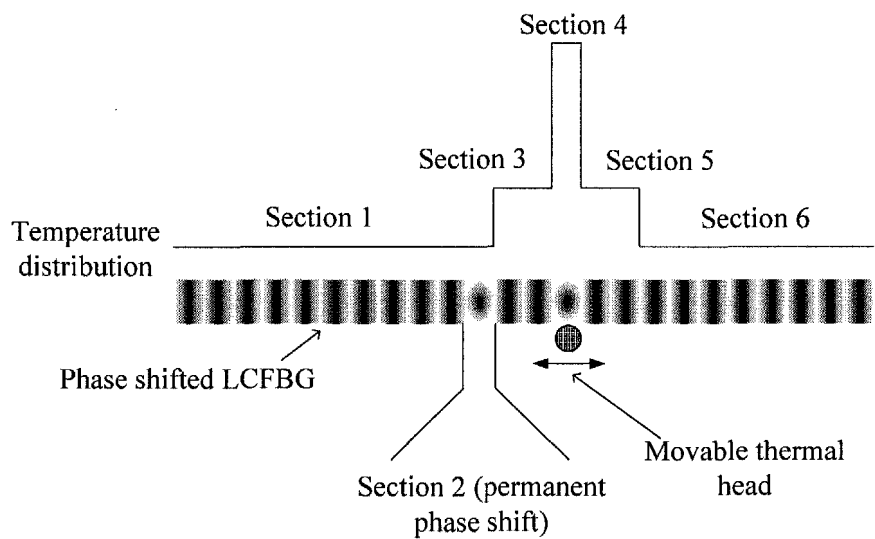 Section 4
Section 3
Section 5
Section 1
Section 6
Temperature
distribution
Phase shifted LCFBG
Movable thermal
head
Section 2 (permanent
phase shift)